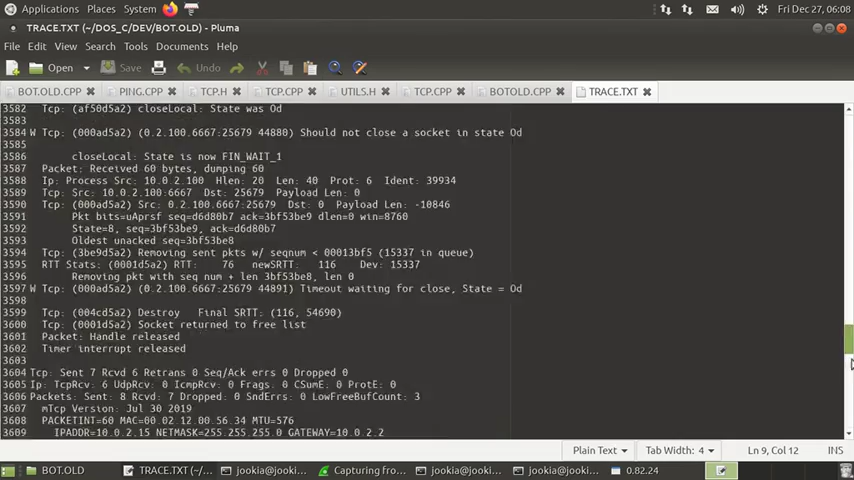 Applications Places System Fri Dec 27, 06:08
TRACE.TXT (~/DOS_C/DEV/BOT.OLD) - Pluma
File Edit View Search Tools Documents Help
Open Save Undo
BOT.OLD.CPP PING.CPP TCP.H TCP.CPP UTILS.H TCP.CPP BOTOLD.CPP TRACE.TXT
3582 Tcp: (af50d5a2) closeLocal: State was 0d
3583
3584 W Tcp: (000ad5a2) (0.2.100.6667:25679 44880) Should not close a socket in state 0d
3585
3586 closeLocal: State is now FIN_WAIT_1
3587 Packet: Received 60 bytes, dumping 60
3588 Ip: Process Src: 10.0.2.100 Hlen: 20 Len: 40 Prot: 6 Ident: 39934
3589 Tcp: Src: 10.0.2.100:6667 Dst: 25679 Payload Len: 0
3590 Tcp: (000ad5a2) Src: 0.2.100.6667:25679 Dst: 0 Payload Len: -10846
3591 Pkt bits=uAprsf seq=d6d80b7 ack=3bf53be9 dlen=0 win=8760
3592 State=8, seq=3bf53be9, ack=d6d80b7
3593 Oldest unacked seq=3bf53be8
3594 Tcp: (3be9d5a2) Removing sent pkts w/ seqnum < 00013bf5 (15337 in queue)
3595 RTT Stats: (0001d5a2) RTT: 76 newSRTT: 116 Dev: 15337
3596 Removing pkt with seq num + len 3bf53be8, len 0
3597 W Tcp: (000ad5a2) (0.2.100.6667:25679 44891) Timeout waiting for close, State = 0d
3598
3599 Tcp: (004cd5a2) Destroy Final SRTT: (116, 54690)
3600 Tcp: (0001d5a2) Socket returned to free list
3601 Packet: Handle released
3602 Timer interrupt released
3603
3604 Tcp: Sent 7 Rcvd 6 Retrans 0 Seq/Ack errs 0 Dropped 0
3605 Ip: TcpRcv: 6 UdpRcv: 0 IcmpRcv: 0 Frags. 0 CSumE: 0 ProtE: 0
3606 Packets: Sent: 8 Rcvd: 7 Dropped: 0 SndErrs: 0 LowFreeBufCount: 3
3607 mTcp Version: Jul 30 2019
3608 PACKETINT=60 MAC=00.02.12.00.56.34 MTU=576
3609 IPADDR=10.0.2.15 NETMASK=255.255.255.0 GATEWAY=10.0.2.2
Plain Text Tab Width: 4 Ln 9, Col 12 INS
BOT.OLD TRACE.TXT (~/... jookia@jooki... Capturing fro... jookia@jooki... jookia@jooki... 0.82.24